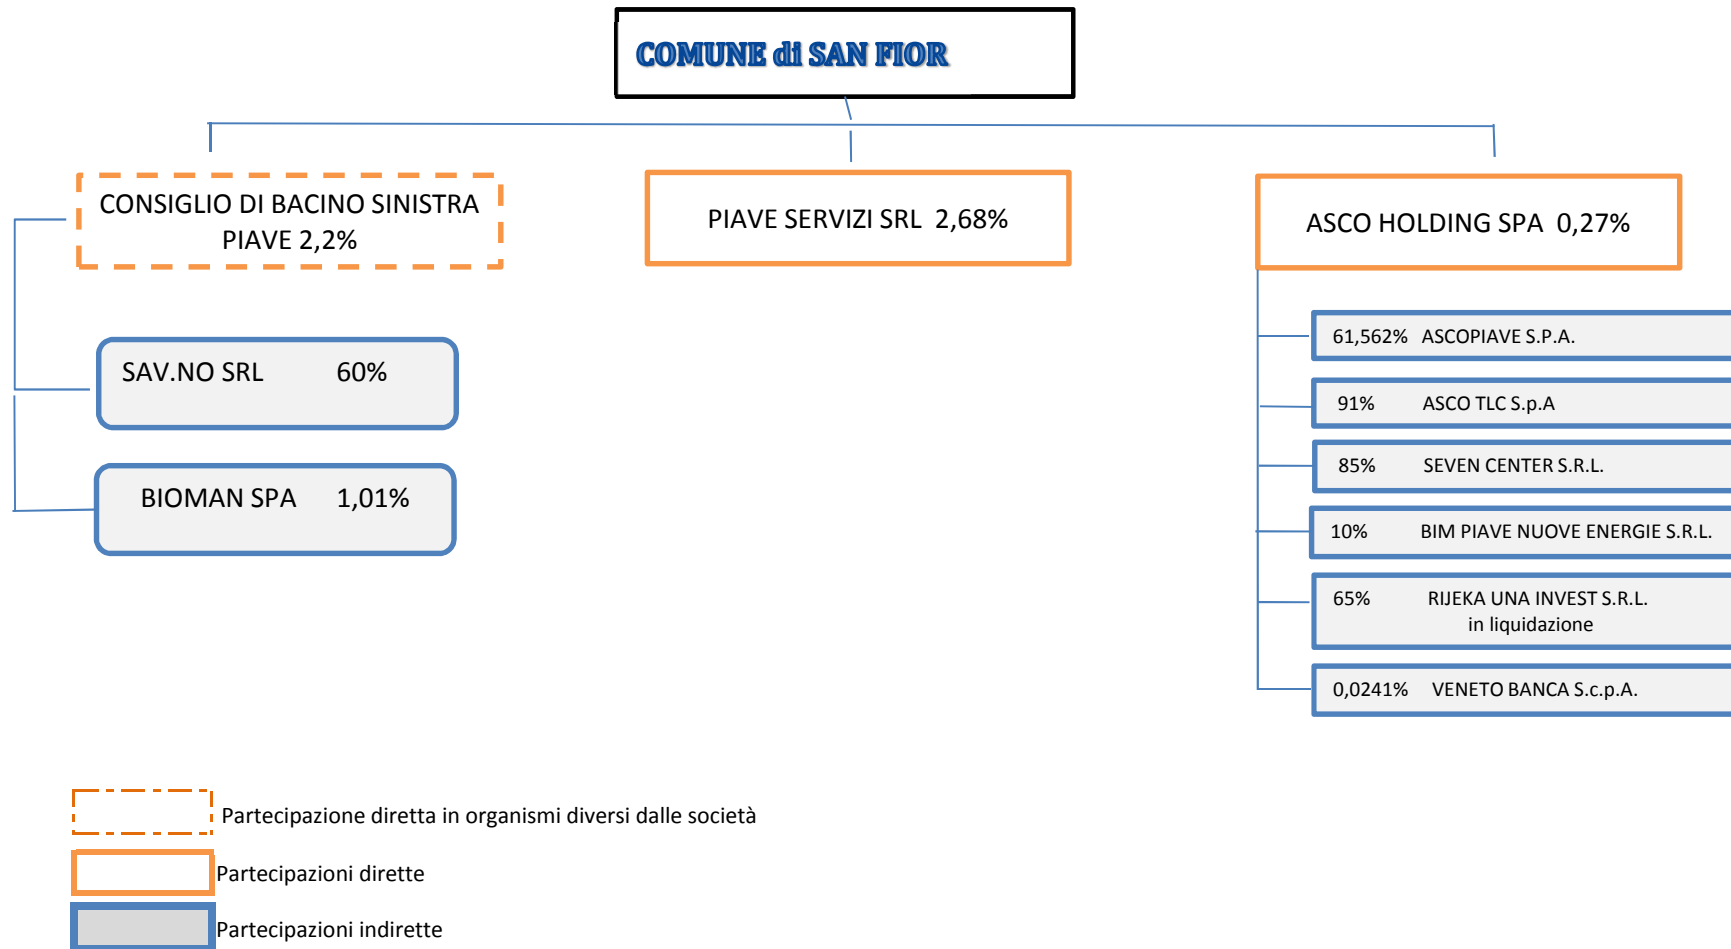 COMUNE di SAN FIOR
CONSIGLIO DI BACINO SINISTRA
PIAVE 2,2%
PIAVE SERVIZI SRL 2,68%
ASCO HOLDING SPA 0,27%
SAV.NO SRL 60%
BIOMAN SPA 1,01%
61,562% ASCOPIAVE S.P.A.
91% ASCO TLC S.p.A
85% SEVEN CENTER S.R.L.
10% BIM PIAVE NUOVE ENERGIE S.R.L.
65% RIJEKA UNA INVEST S.R.L.
in liquidazione
0,0241% VENETO BANCA S.c.p.A.
Partecipazione diretta in organismi diversi dalle società
Partecipazioni dirette
Partecipazioni indirette